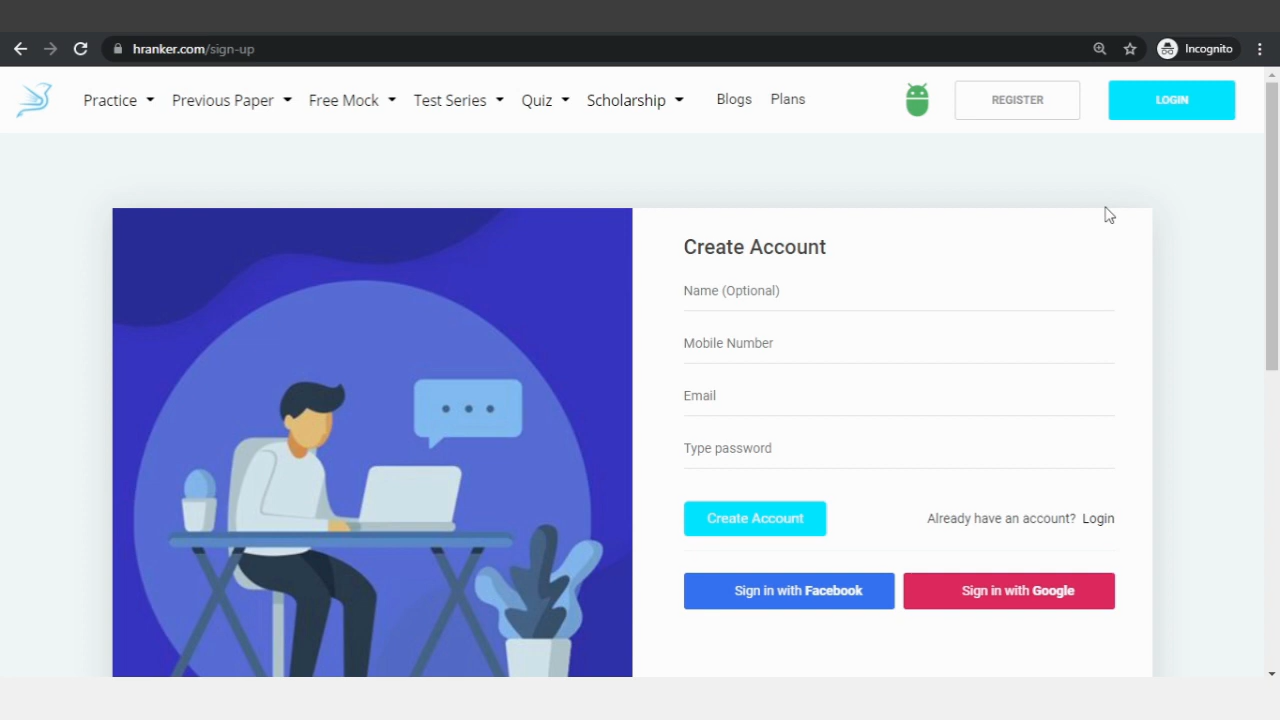 hranker.com/sign-up
Incognito
Practice Previous Paper Free Mock Test Series Quiz Scholarship Blogs Plans REGISTER LOGIN
Create Account
Name (Optional)
Mobile Number
Email
Type password
Create Account Already have an account? Login
Sign in with Facebook Sign in with Google